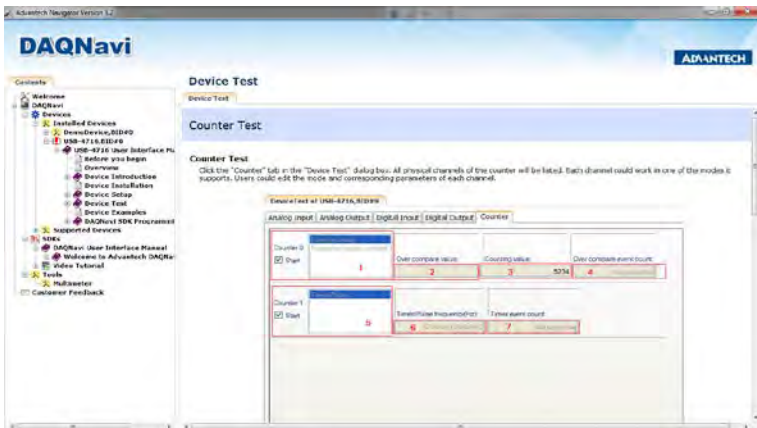 Advantech Navigator Version 3.2
DAQNavi
ADVANTECH
Contents
Welcome
DAQNavi
Devices
Installed Devices
DemoDevice,BID#0
USB-4716,BID#0
USB-4716 User Interface Ma
Before you begin
Overview
Device Introduction
Device Installation
Device Setup
Device Test
Device Examples
DAQNavi SDK Programmi
Supported Devices
SDKs
DAQNavi User Interface Manual
Welcome to Advantech DAQNa
Video Tutorial
Tools
Multimeter
Customer Feedback
Device Test
Device Test
Counter Test
Counter Test
Click the "Counter" tab in the "Device Test" dialog box. All physical channels of the counter will be listed. Each channel could work in one of the modes it
supports. Users could edit the mode and corresponding parameters of each channel.
DeviceTest of USB-4716,BID#0
Analog Input Analog Output Digital Input Digital Output Counter
Counter 0
Start
1
Over compare value:
2
Counting value:
3
5234
Over compare event count:
4
Counter 1
Start
5
6
Timer event count:
7